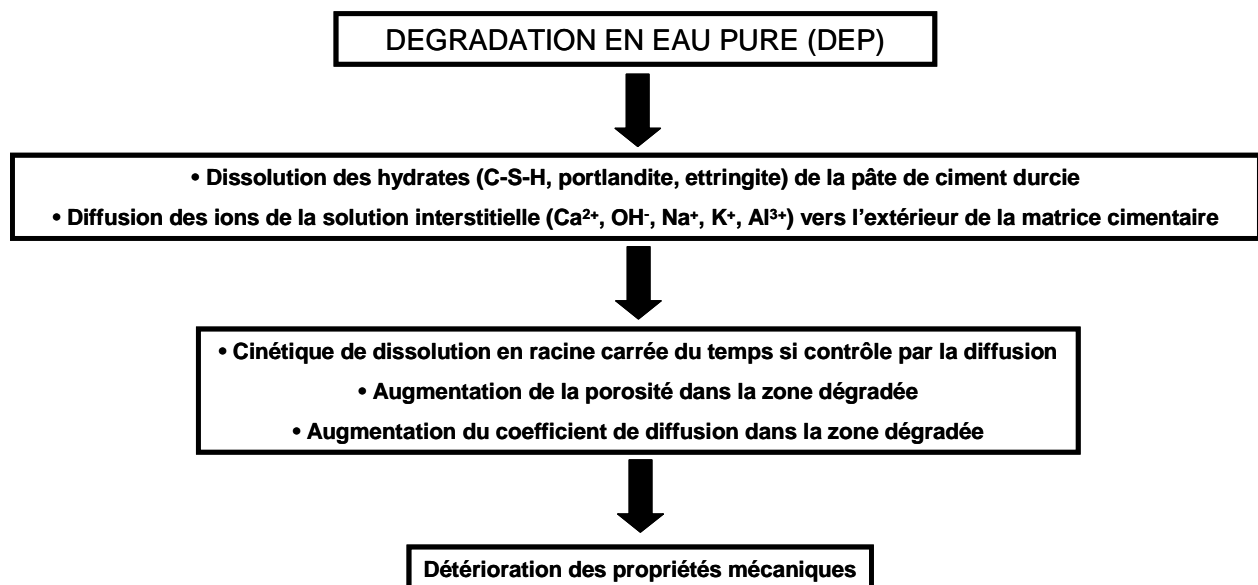 DEGRADATION EN EAU PURE (DEP)
• Dissolution des hydrates (C-S-H, portlandite, ettringite) de la pâte de ciment durcie
• Diffusion des ions de la solution interstitielle (Ca²⁺, OH⁻, Na⁺, K⁺, Al³⁺) vers l’extérieur de la matrice cimentaire
• Cinétique de dissolution en racine carrée du temps si contrôle par la diffusion
• Augmentation de la porosité dans la zone dégradée
• Augmentation du coefficient de diffusion dans la zone dégradée
Détérioration des propriétés mécaniques